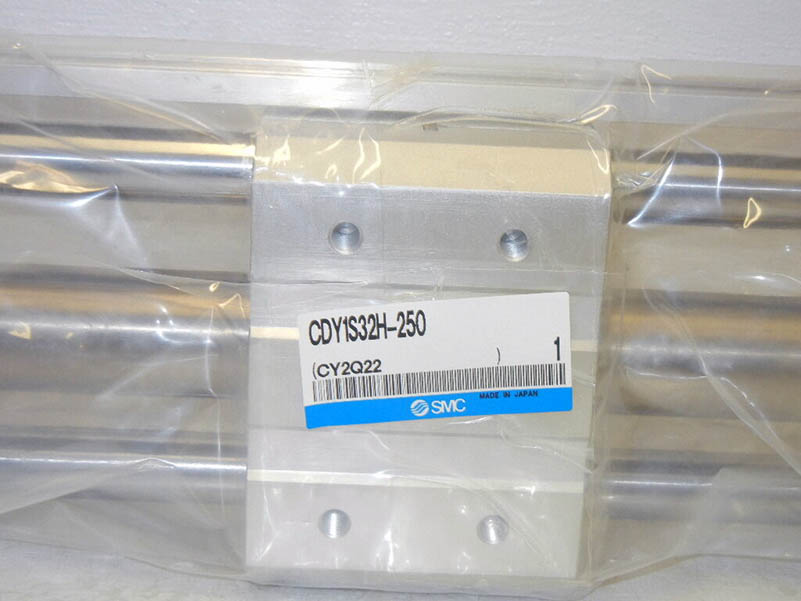 CDY1S32H-250
(CY2Q22 ) 1
SMC MADE IN JAPAN